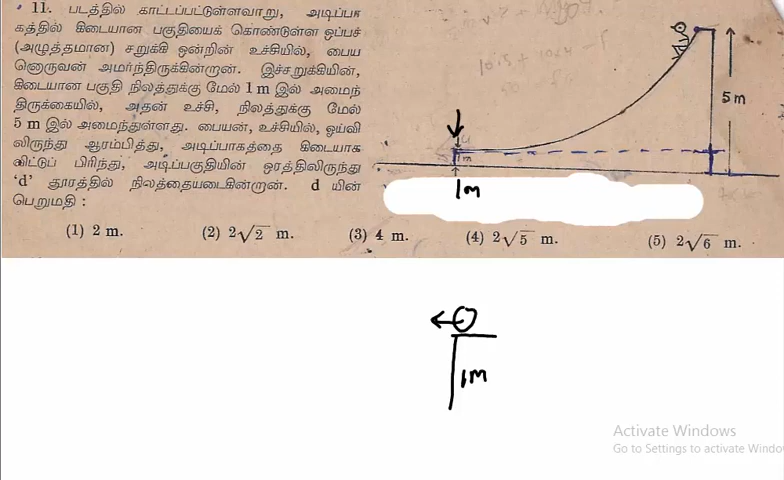 11. படத்தில் காட்டப்பட்டுள்ளவாறு, அடிப்பா
கத்தில் கிடையான பகுதியைக் கொண்டுள்ள ஒப்பச்
(அழுத்தமான) சறுக்கி ஒன்றின் உச்சியில், பைய
னொருவன் அமர்ந்திருக்கின்றான். இச்சறுக்கியின்,
கிடையான பகுதி நிலத்துக்கு மேல் 1 m இல் அமைந்
திருக்கையில், அதன் உச்சி, நிலத்துக்கு மேல்
5 m இல் அமைந்துள்ளது. பையன், உச்சியில், ஓய்வி
லிருந்து ஆரம்பித்து, அடிப்பாகத்தை கிடையாக
விட்டுப் பிரிந்து, அடிப்பகுதியின் ஓரத்திலிருந்து
'd' தூரத்தில் நிலத்தையடைகின்றான். d யின்
பெறுமதி :
5 m
1m
(1) 2 m. (2) 2√2 m. (3) 4 m. (4) 2√5 m. (5) 2√6 m.
1m
Activate Windows
Go to Settings to activate Windo